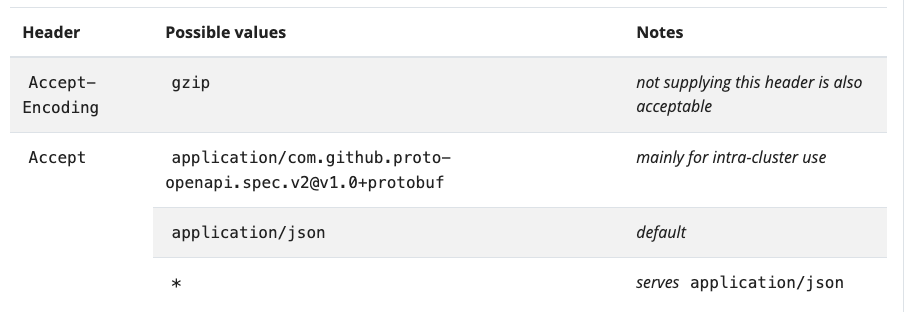 Header Possible values Notes
Accept-
Encoding
gzip
not supplying this header is also
acceptable
Accept
application/com.github.proto-
openapi.spec.v2@v1.0+protobuf
mainly for intra-cluster use
application/json default
* serves application/json